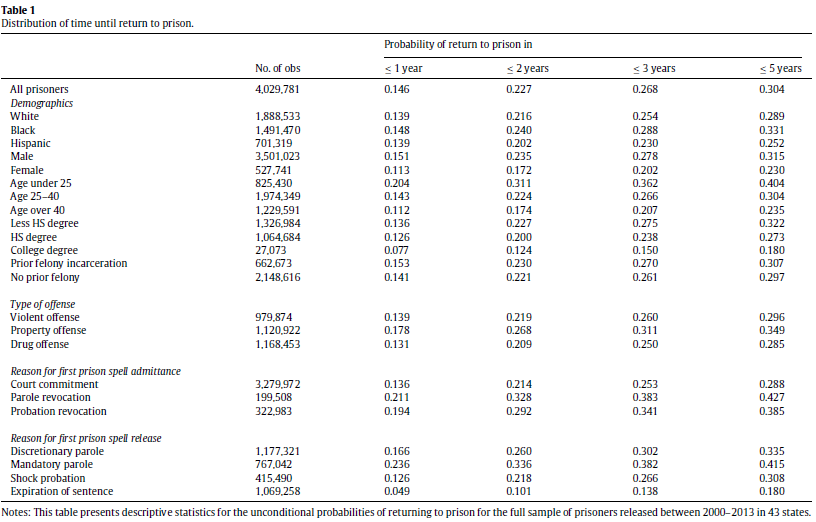 Table 1
Distribution of time until return to prison.
Probability of return to prison in
No. of obs ≤ 1 year ≤ 2 years ≤ 3 years ≤ 5 years
All prisoners 4,029,781 0.146 0.227 0.268 0.304
Demographics
White 1,888,533 0.139 0.216 0.254 0.289
Black 1,491,470 0.148 0.240 0.288 0.331
Hispanic 701,319 0.139 0.202 0.230 0.252
Male 3,501,023 0.151 0.235 0.278 0.315
Female 527,741 0.113 0.172 0.202 0.230
Age under 25 825,430 0.204 0.311 0.362 0.404
Age 25–40 1,974,349 0.143 0.224 0.266 0.304
Age over 40 1,229,591 0.112 0.174 0.207 0.235
Less HS degree 1,326,984 0.136 0.227 0.275 0.322
HS degree 1,064,684 0.126 0.200 0.238 0.273
College degree 27,073 0.077 0.124 0.150 0.180
Prior felony incarceration 662,673 0.153 0.230 0.270 0.307
No prior felony 2,148,616 0.141 0.221 0.261 0.297
Type of offense
Violent offense 979,874 0.139 0.219 0.260 0.296
Property offense 1,120,922 0.178 0.268 0.311 0.349
Drug offense 1,168,453 0.131 0.209 0.250 0.285
Reason for first prison spell admittance
Court commitment 3,279,972 0.136 0.214 0.253 0.288
Parole revocation 199,508 0.211 0.328 0.383 0.427
Probation revocation 322,983 0.194 0.292 0.341 0.385
Reason for first prison spell release
Discretionary parole 1,177,321 0.166 0.260 0.302 0.335
Mandatory parole 767,042 0.236 0.336 0.382 0.415
Shock probation 415,490 0.126 0.218 0.266 0.308
Expiration of sentence 1,069,258 0.049 0.101 0.138 0.180
Notes: This table presents descriptive statistics for the unconditional probabilities of returning to prison for the full sample of prisoners released between 2000–2013 in 43 states.